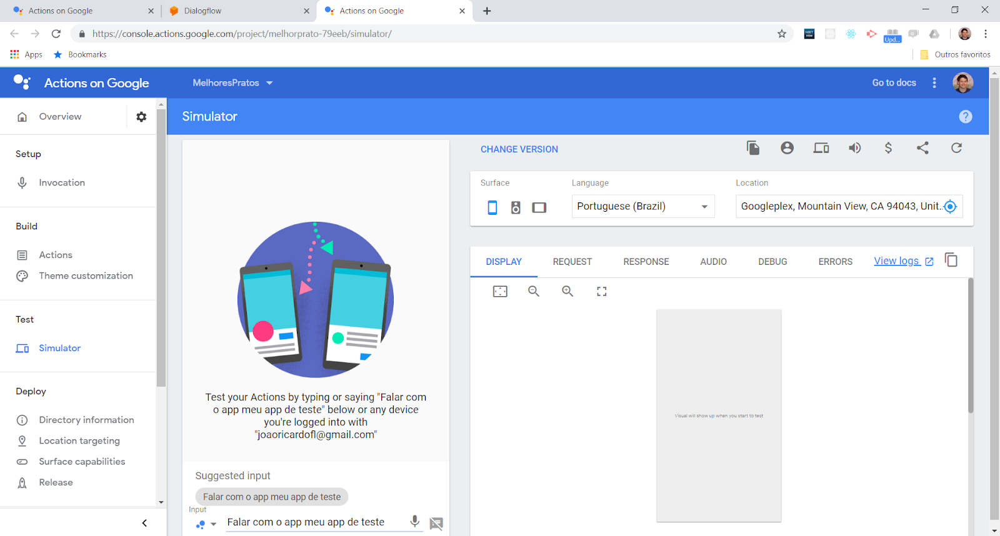 Actions on Google
Dialogflow
Actions on Google
https://console.actions.google.com/project/melhorprato-79eeb/simulator/
Upd...
Apps
Bookmarks
Outros favoritos
Actions on Google
MelhoresPratos
Go to docs
Overview
Simulator
Setup
Invocation
Build
Actions
Theme customization
Test
Simulator
Deploy
Directory information
Location targeting
Surface capabilities
Release
Test your Actions by typing or saying "Falar com
o app meu app de teste" below or any device
you're logged into with
"joaoricardofl@gmail.com"
Suggested input
Falar com o app meu app de teste
Input
Falar com o app meu app de teste
CHANGE VERSION
Surface
Language
Location
Portuguese (Brazil)
Googleplex, Mountain View, CA 94043, Unit..
DISPLAY
REQUEST
RESPONSE
AUDIO
DEBUG
ERRORS
View logs
Visual will show up when you start to test